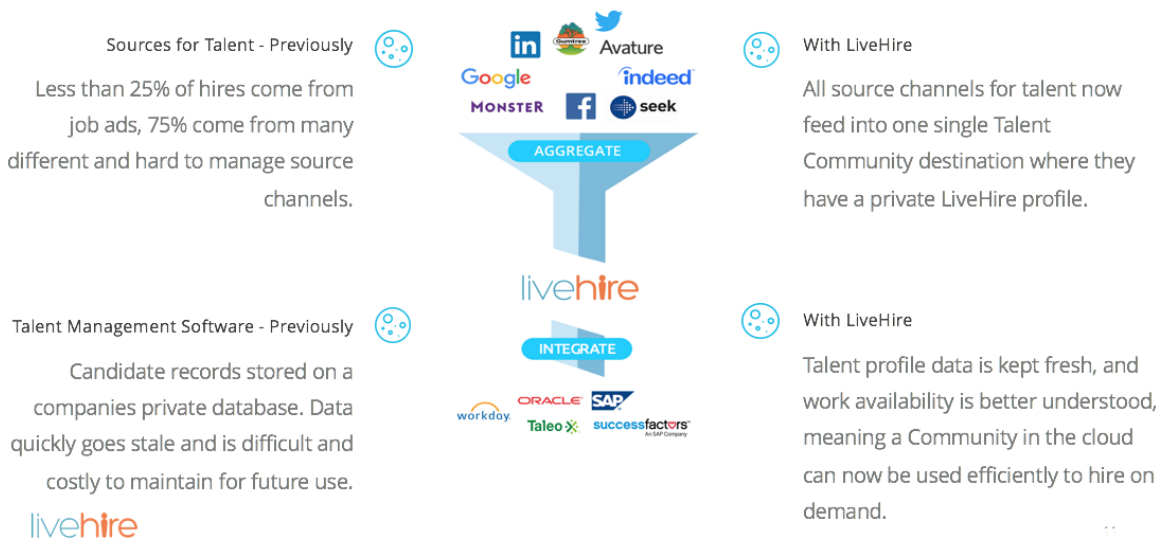 Sources for Talent - Previously
Less than 25% of hires come from
job ads, 75% come from many
different and hard to manage source
channels.
in
Gumtree
Avature
Google
indeed
MONSTER
f
seek
AGGREGATE
livehire
With LiveHire
All source channels for talent now
feed into one single Talent
Community destination where they
have a private LiveHire profile.
Talent Management Software - Previously
Candidate records stored on a
companies private database. Data
quickly goes stale and is difficult and
costly to maintain for future use.
INTEGRATE
workday.
ORACLE
SAP
Taleo
successfactors
An SAP Company
With LiveHire
Talent profile data is kept fresh, and
work availability is better understood,
meaning a Community in the cloud
can now be used efficiently to hire on
demand.
livehire